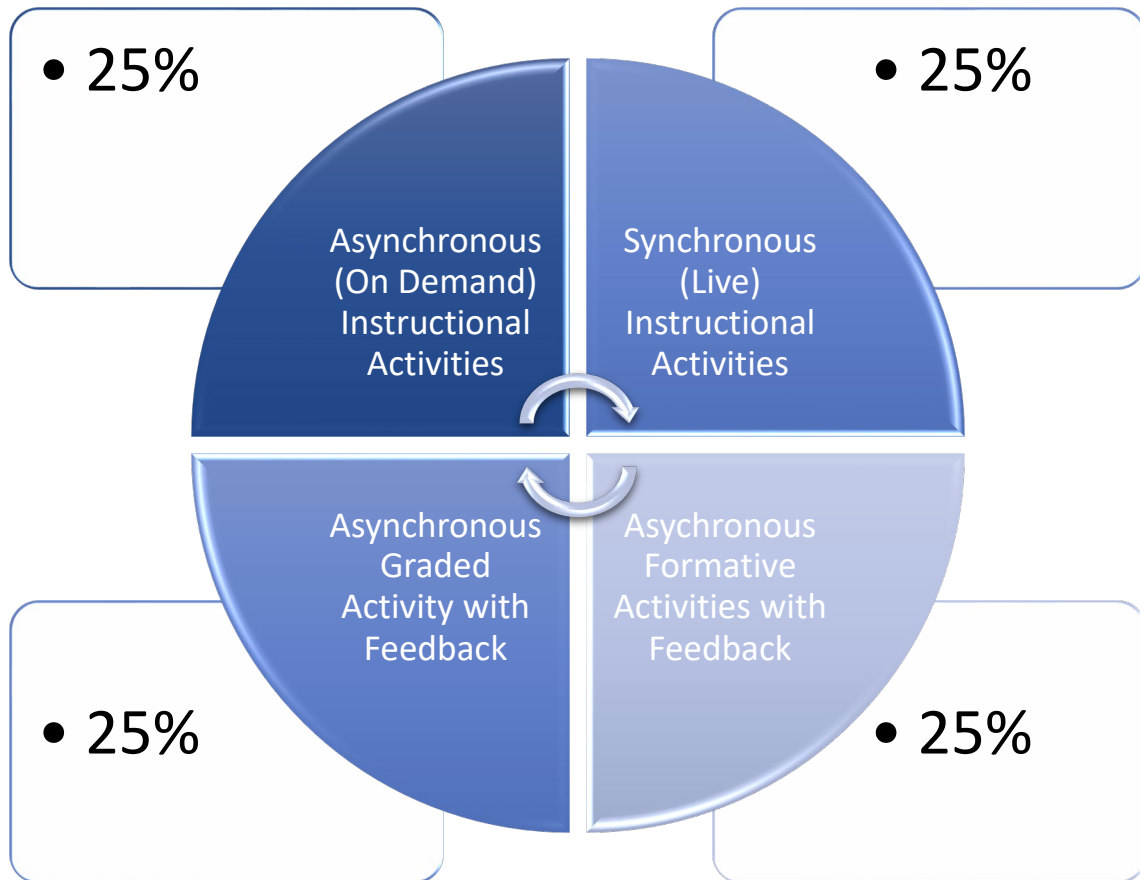 • 25%
• 25%
Asynchronous
(On Demand)
Instructional
Activities
Synchronous
(Live)
Instructional
Activities
Asynchronous
Graded
Activity with
Feedback
Asychronous
Formative
Activities with
Feedback
• 25%
• 25%